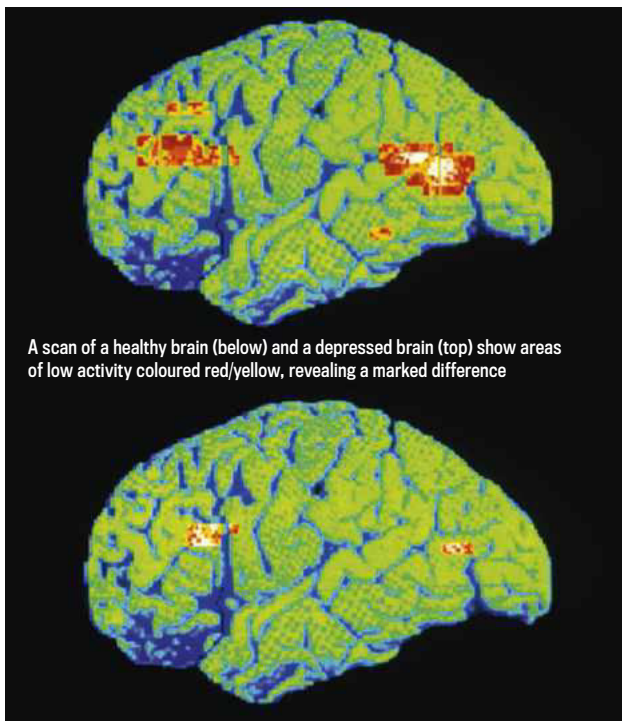 A scan of a healthy brain (below) and a depressed brain (top) show areas
of low activity coloured red/yellow, revealing a marked difference